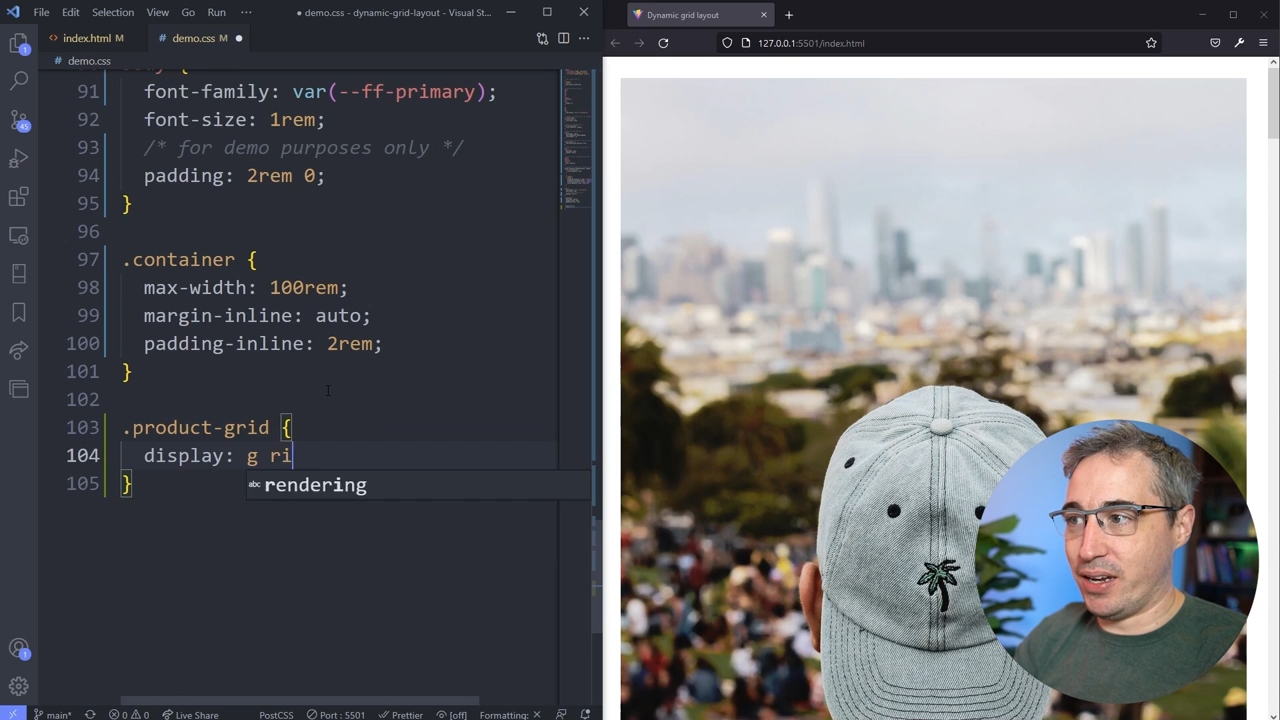 File Edit Selection View Go Run ··· ● demo.css - dynamic-grid-layout - Visual St...
index.html M # demo.css M ●
# demo.css
91 font-family: var(--ff-primary);
92 font-size: 1rem;
93 /* for demo purposes only */
94 padding: 2rem 0;
95 }
96
97 .container {
98 max-width: 100rem;
99 margin-inline: auto;
100 padding-inline: 2rem;
101 }
102
103 .product-grid {
104 display: g ri
105 }
abc rendering
1
45
1
main* 0 0 Live Share PostCSS Port : 5501 Prettier [off] Formatting: ✕
Dynamic grid layout
127.0.0.1:5501/index.html